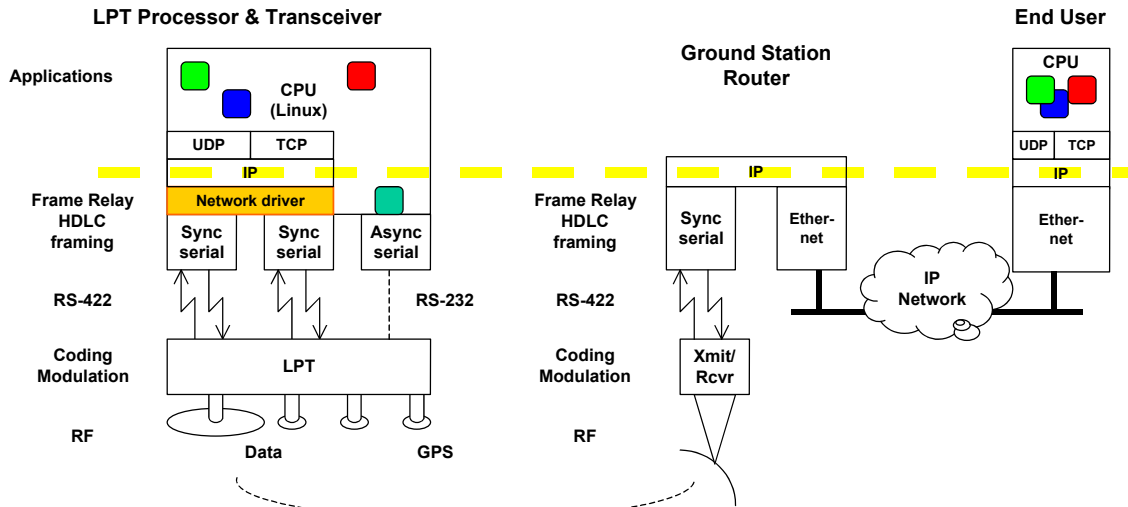 LPT Processor & Transceiver
End User
Ground Station
Router
Applications
CPU
(Linux)
CPU
UDP
TCP
UDP
TCP
IP
IP
IP
Network driver
Frame Relay
HDLC
framing
Sync
serial
Sync
serial
Async
serial
Frame Relay
HDLC
framing
Sync
serial
Ether-
net
Ether-
net
IP
Network
RS-422
RS-232
RS-422
Coding
Modulation
LPT
Coding
Modulation
Xmit/
Rcvr
RF
Data
GPS
RF